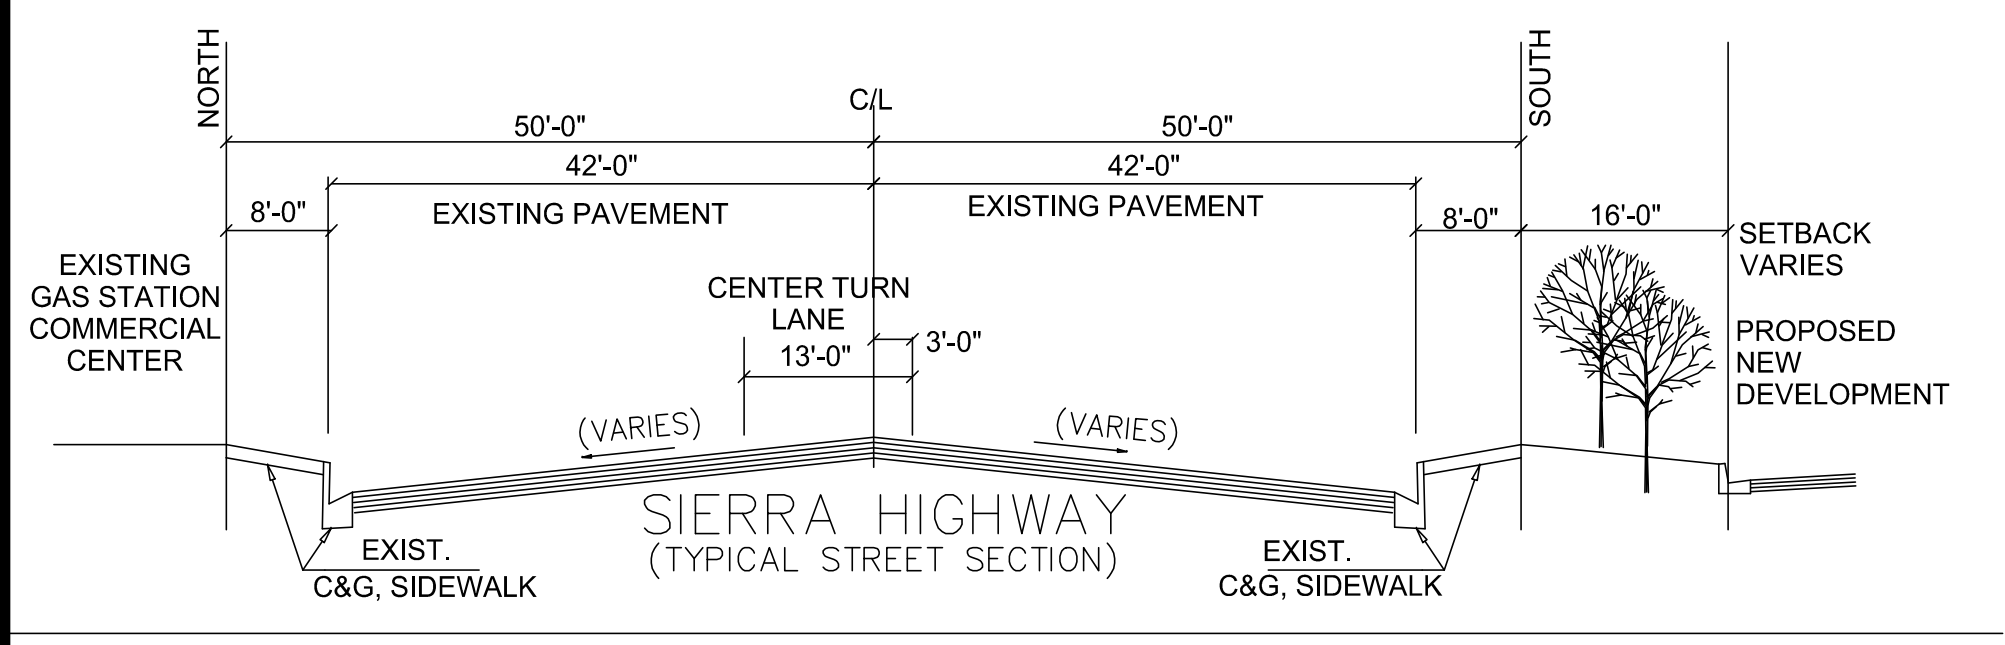 NORTH
C/L
SOUTH
50'-0"
50'-0"
42'-0"
42'-0"
8'-0"
EXISTING PAVEMENT
EXISTING PAVEMENT
8'-0"
16'-0"
EXISTING
GAS STATION
COMMERCIAL
CENTER
SETBACK
VARIES
CENTER TURN
LANE
3'-0"
13'-0"
PROPOSED
NEW
DEVELOPMENT
(VARIES)
(VARIES)
SIERRA HIGHWAY
(TYPICAL STREET SECTION)
EXIST.
C&G, SIDEWALK
EXIST.
C&G, SIDEWALK